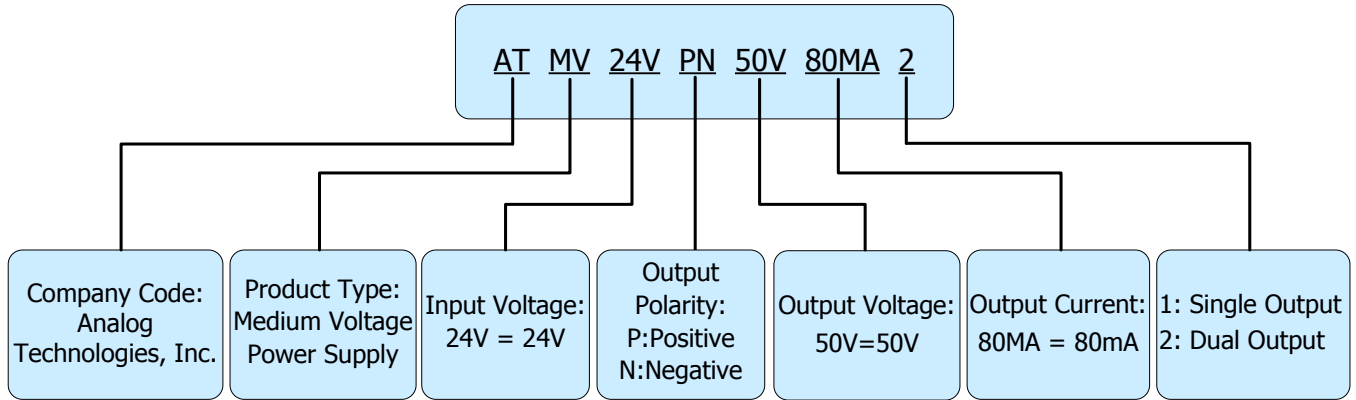 AT MV 24V PN 50V 80MA 2
Company Code:
Analog
Technologies, Inc.
Product Type:
Medium Voltage
Power Supply
Input Voltage:
24V = 24V
Output
Polarity:
P:Positive
N:Negative
Output Voltage:
50V=50V
Output Current:
80MA = 80mA
1: Single Output
2: Dual Output